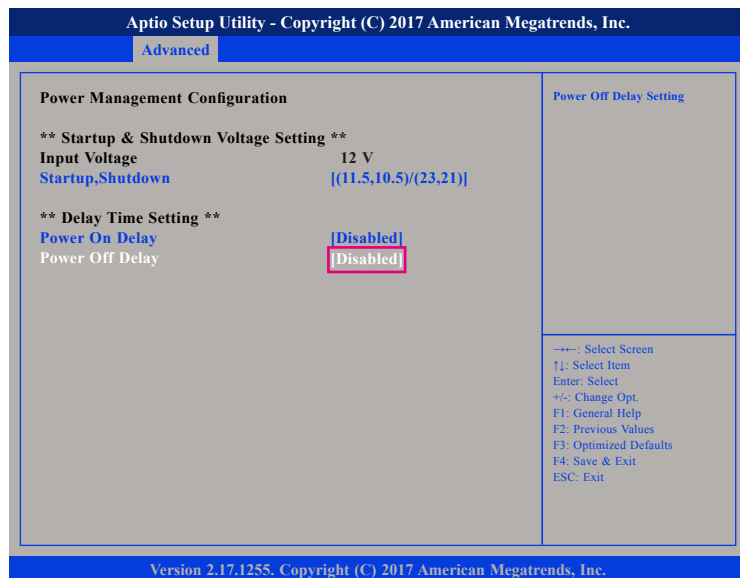 Aptio Setup Utility - Copyright (C) 2017 American Megatrends, Inc.
Advanced
Power Management Configuration
** Startup & Shutdown Voltage Setting **
Input Voltage 12 V
Startup,Shutdown [(11.5,10.5)/(23,21)]
** Delay Time Setting **
Power On Delay [Disabled]
Power Off Delay [Disabled]
Power Off Delay Setting
→←: Select Screen
↑↓: Select Item
Enter: Select
+/-: Change Opt.
F1: General Help
F2: Previous Values
F3: Optimized Defaults
F4: Save & Exit
ESC: Exit
Version 2.17.1255. Copyright (C) 2017 American Megatrends, Inc.